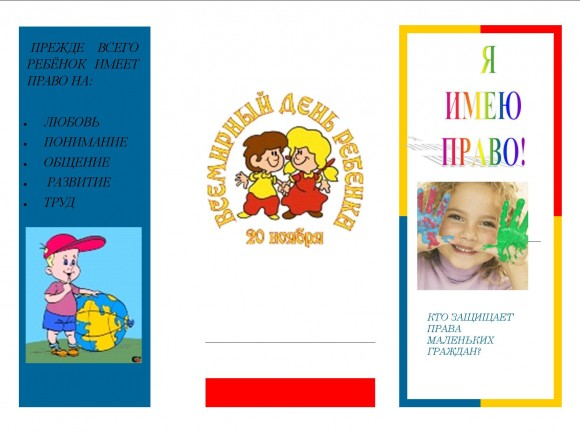 ПРЕЖДЕ ВСЕГО
РЕБЁНОК ИМЕЕТ
ПРАВО НА:
• ЛЮБОВЬ
• ПОНИМАНИЕ
• ОБЩЕНИЕ
• РАЗВИТИЕ
• ТРУД
ВСЕМИРНЫЙ ДЕНЬ РЕБЕНКА
20 ноября
Я
ИМЕЮ
ПРАВО!
КТО ЗАЩИЩАЕТ
ПРАВА
МАЛЕНЬКИХ
ГРАЖДАН?